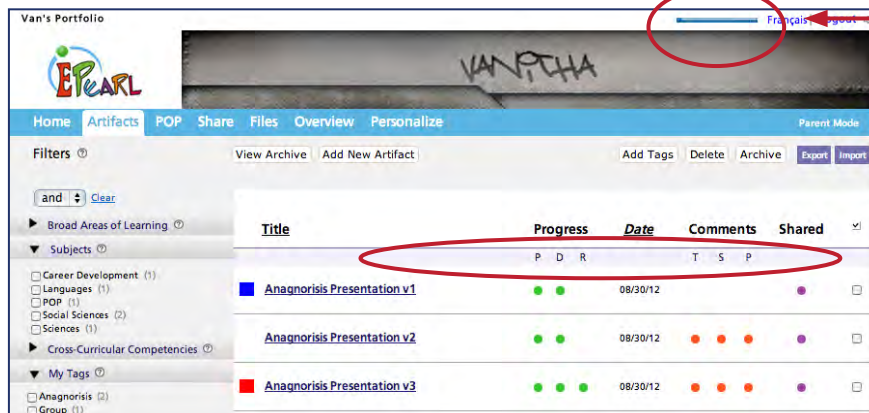 Van's Portfolio
Français Logout
EPEARL
VANITHA
Home Artifacts POP Share Files Overview Personalize Parent Mode
Filters View Archive Add New Artifact Add Tags Delete Archive Export Import
and Clear
Broad Areas of Learning
Title Progress Date Comments Shared
Subjects
P D R T S P
Career Development (1)
Languages (1)
Anagnorisis Presentation v1 08/30/12
POP (1)
Social Sciences (2)
Sciences (1)
Anagnorisis Presentation v2 08/30/12
Cross-Curricular Competencies
My Tags
Anagnorisis Presentation v3 08/30/12
Anagnorisis (2)
Group (1)